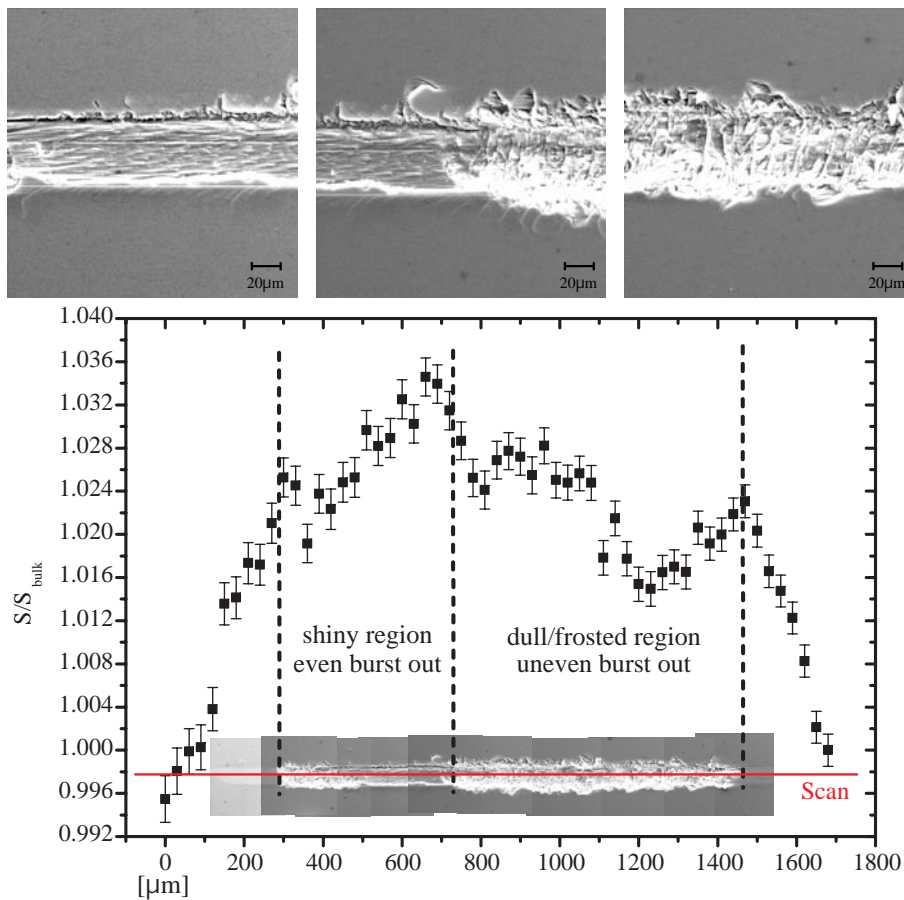 20µm
20µm
20µm
1.040
1.036
1.032
1.028
1.024
1.020
1.016
1.012
1.008
1.004
1.000
0.996
0.992
S/S bulk
shiny region
even burst out
dull/frosted region
uneven burst out
Scan
0 200 400 600 800 1000 1200 1400 1600 1800
[µm]